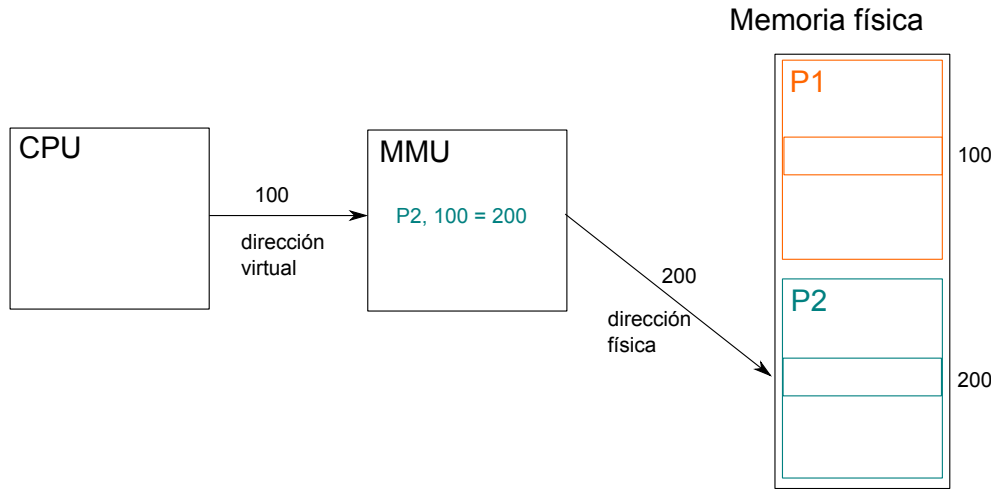 Memoria física
P1
CPU
MMU
100
100
P2, 100 = 200
dirección
virtual
200
P2
dirección
física
200